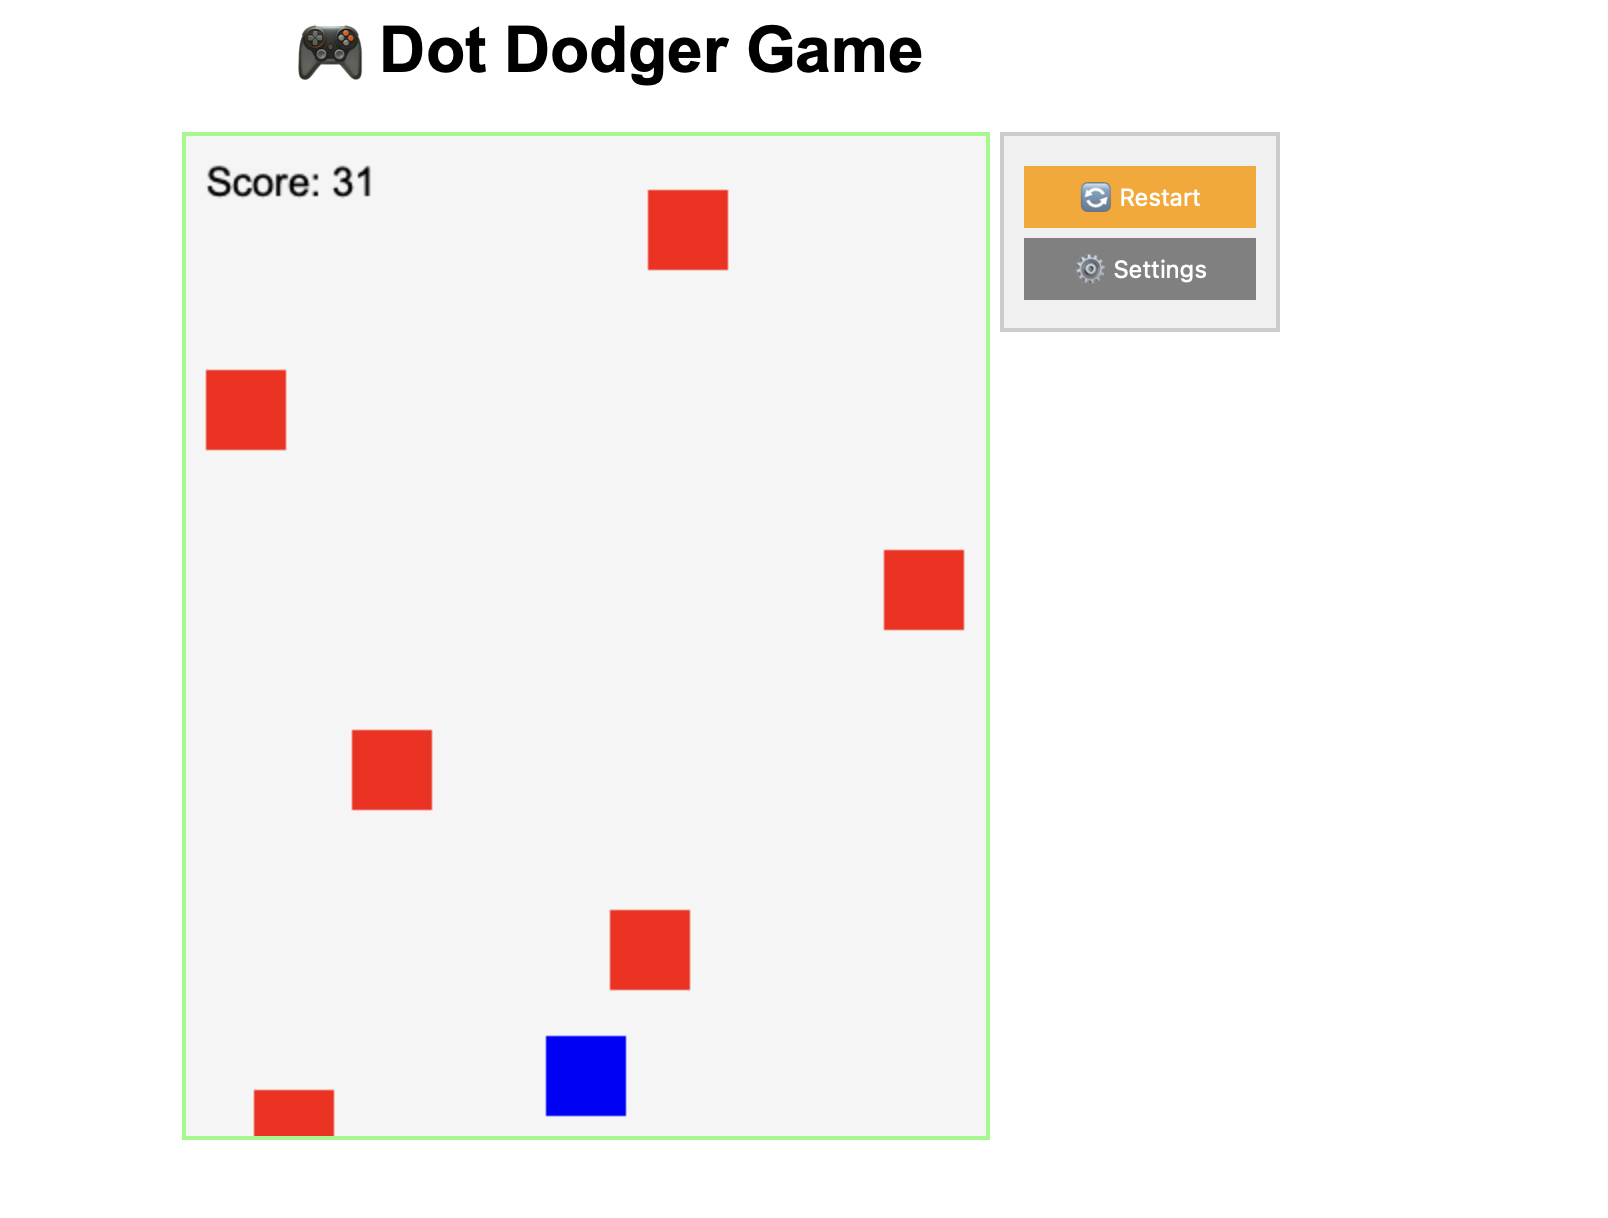 🎮 Dot Dodger Game
Score: 31
🔄 Restart
⚙️ Settings